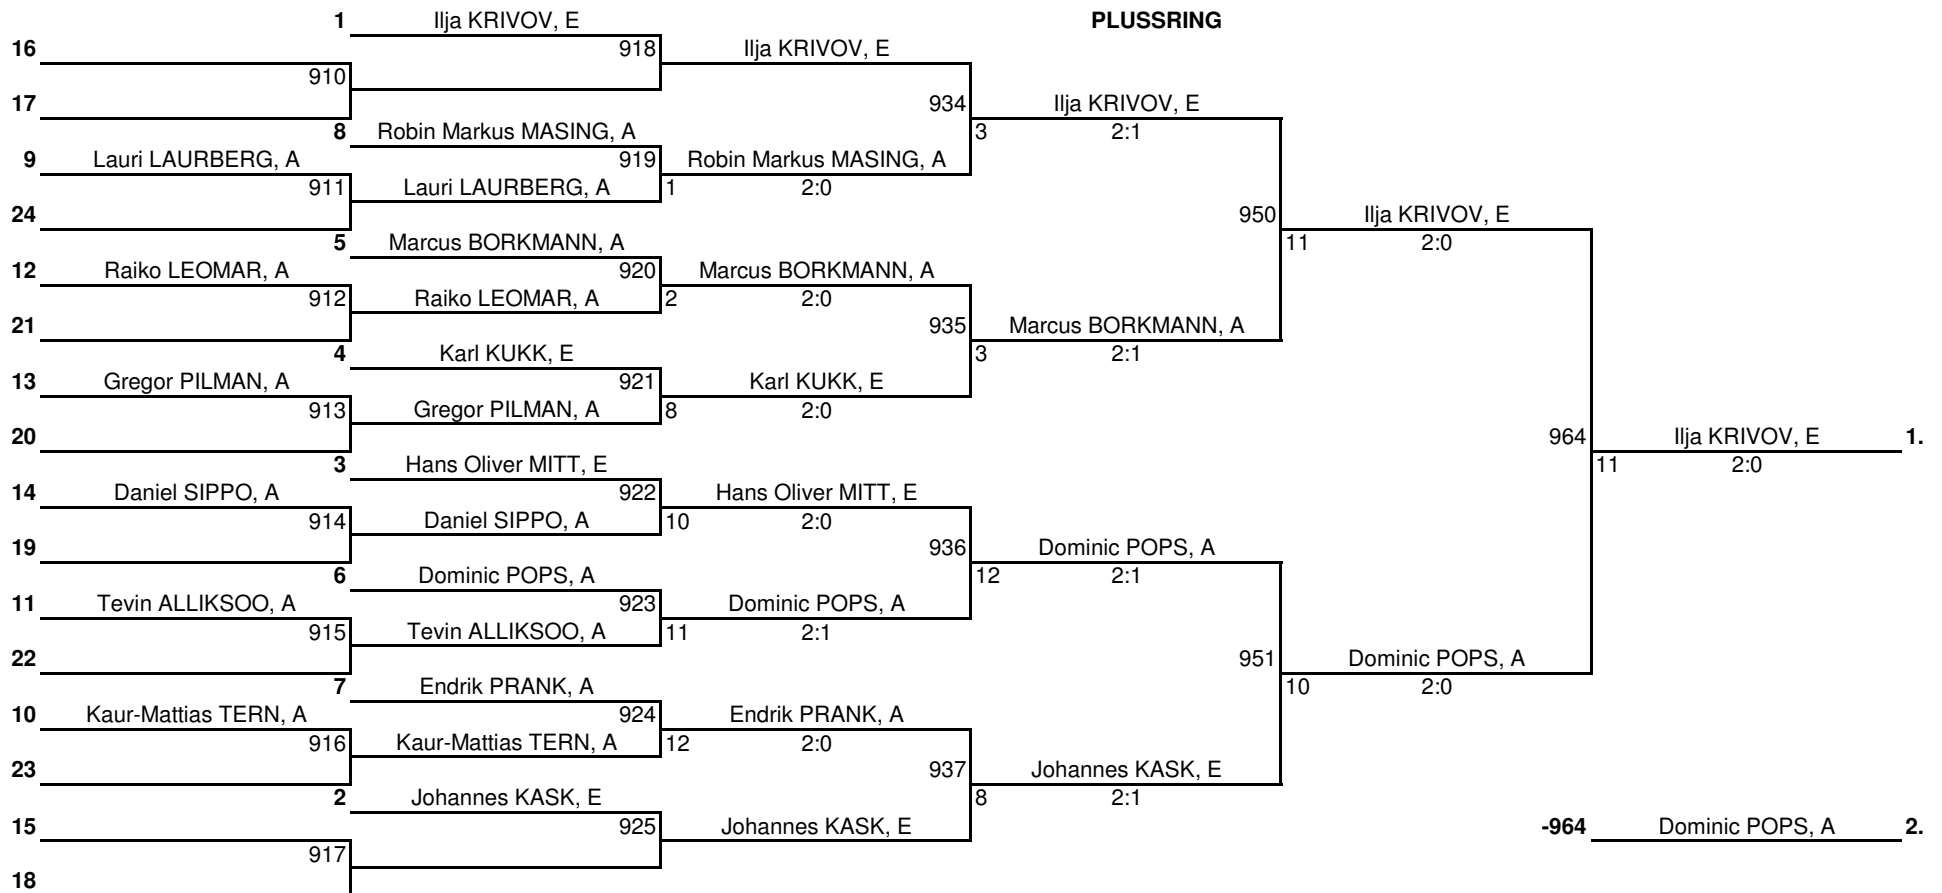 1 Ilja KRIVOV, E PLUSSRING
16 918 Ilja KRIVOV, E
910
17 934 Ilja KRIVOV, E
8 Robin Markus MASING, A 3 2:1
9 Lauri LAURBERG, A 919 Robin Markus MASING, A
911 Lauri LAURBERG, A 1 2:0
24 950 Ilja KRIVOV, E
5 Marcus BORKMANN, A 11 2:0
12 Raiko LEOMAR, A 920 Marcus BORKMANN, A
912 Raiko LEOMAR, A 2 2:0
21 935 Marcus BORKMANN, A
4 Karl KUKK, E 3 2:1
13 Gregor PILMAN, A 921 Karl KUKK, E
913 Gregor PILMAN, A 8 2:0
20 964 Ilja KRIVOV, E 1.
3 Hans Oliver MITT, E 11 2:0
14 Daniel SIPPO, A 922 Hans Oliver MITT, E
914 Daniel SIPPO, A 10 2:0
19 936 Dominic POPS, A
6 Dominic POPS, A 12 2:1
11 Tevin ALLIKSOO, A 923 Dominic POPS, A
915 Tevin ALLIKSOO, A 11 2:1
22 951 Dominic POPS, A
7 Endrik PRANK, A 10 2:0
10 Kaur-Mattias TERN, A 924 Endrik PRANK, A
916 Kaur-Mattias TERN, A 12 2:0
23 937 Johannes KASK, E
2 Johannes KASK, E 8 2:1
15 925 Johannes KASK, E -964 Dominic POPS, A 2.
917
18